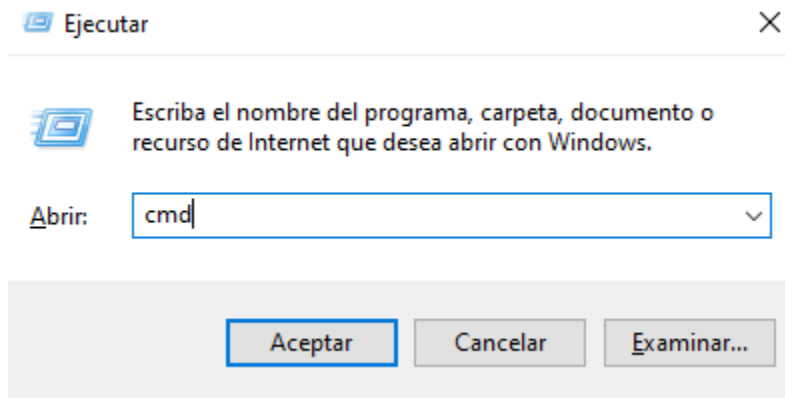 Ejecutar
Escriba el nombre del programa, carpeta, documento o
recurso de Internet que desea abrir con Windows.
Abrir: cmd
Aceptar Cancelar Examinar...